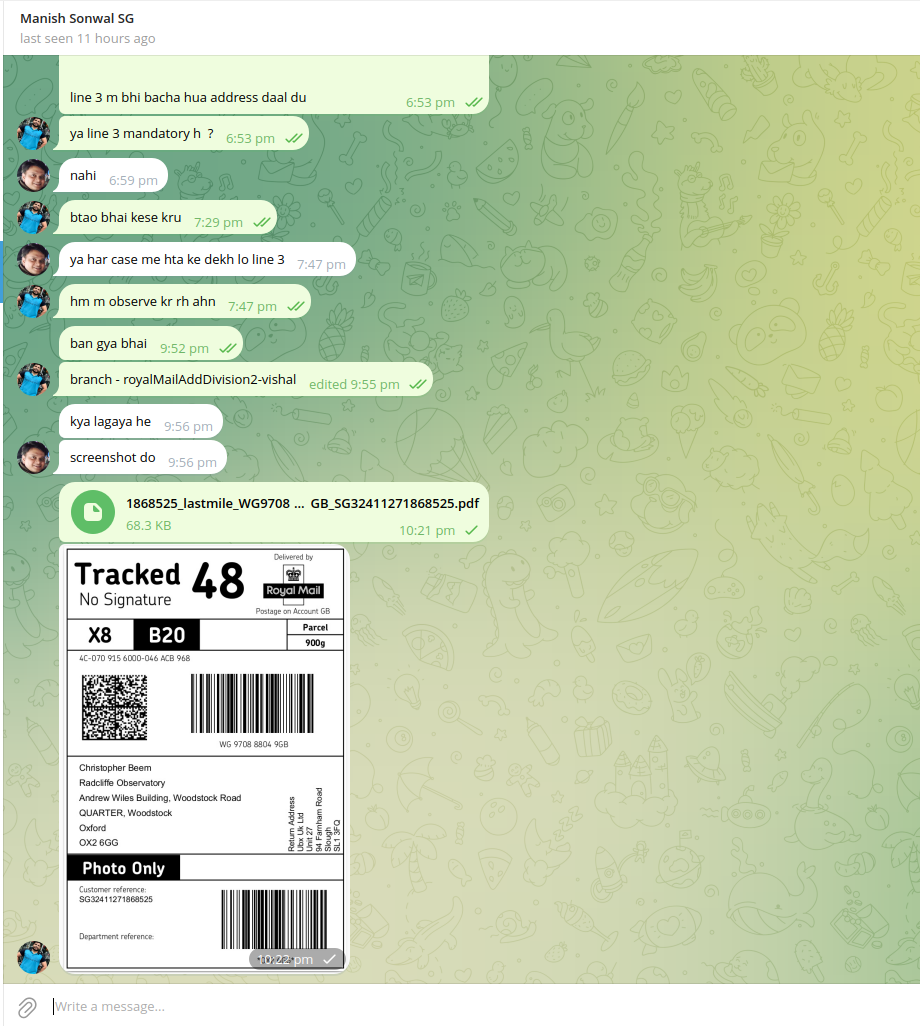 Manish Sonwal SG
last seen 11 hours ago
line 3 m bhi bacha hua address daal du
6:53 pm
ya line 3 mandatory h ?
6:53 pm
nahi
6:59 pm
btao bhai kese kru
7:29 pm
ya har case me hta ke dekh lo line 3
7:47 pm
hm m observe kr rh ahn
7:47 pm
ban gya bhai
9:52 pm
branch - royalMailAddDivision2-vishal
edited 9:55 pm
kya lagaya he
9:56 pm
screenshot do
9:56 pm
1868525_lastmile_WG9708 ... GB_SG32411271868525.pdf
68.3 KB
10:21 pm
Tracked 48
No Signature
Delivered by
Royal Mail
Postage on Account GB
X8
B20
Parcel
900g
4C-070 915 6000-046 ACB 968
WG 9708 8804 9GB
Christopher Beem
Radcliffe Observatory
Andrew Wiles Building, Woodstock Road
QUARTER, Woodstock
Oxford
OX2 6GG
Return Address
Ubx Uk Ltd
Unit 27
94 Farnham Road
Slough
SL1 3FQ
Photo Only
Customer reference:
SG32411271868525
Department reference:
10:22 pm
Write a message...